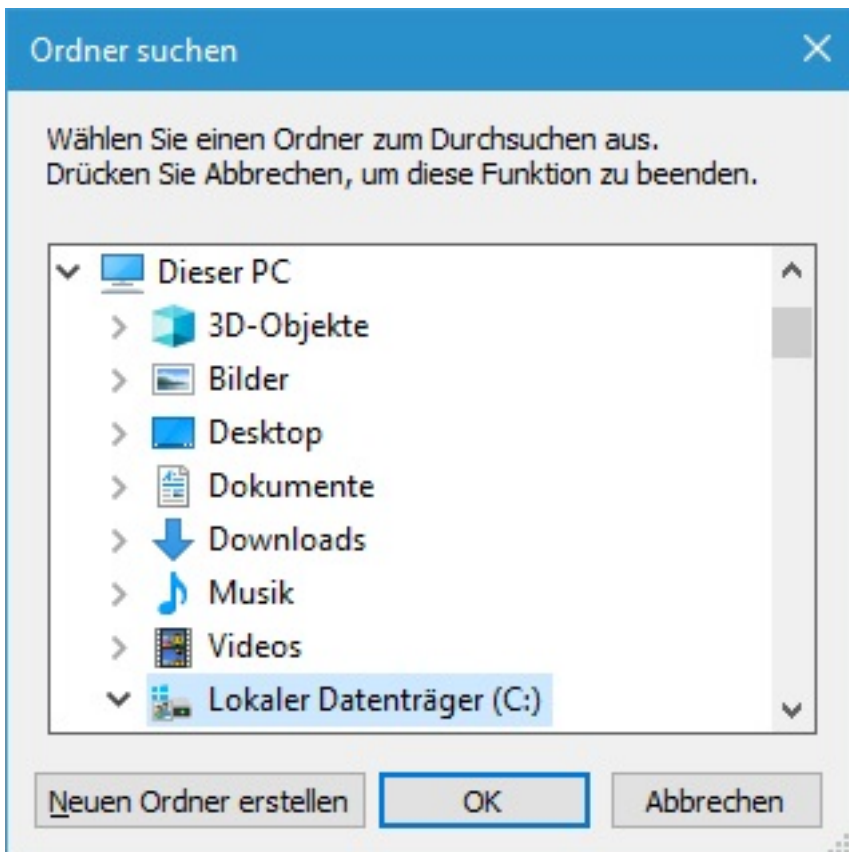 Ordner suchen
Wählen Sie einen Ordner zum Durchsuchen aus.
Drücken Sie Abbrechen, um diese Funktion zu beenden.
Dieser PC
3D-Objekte
Bilder
Desktop
Dokumente
Downloads
Musik
Videos
Lokaler Datenträger (C:)
Neuen Ordner erstellen OK Abbrechen